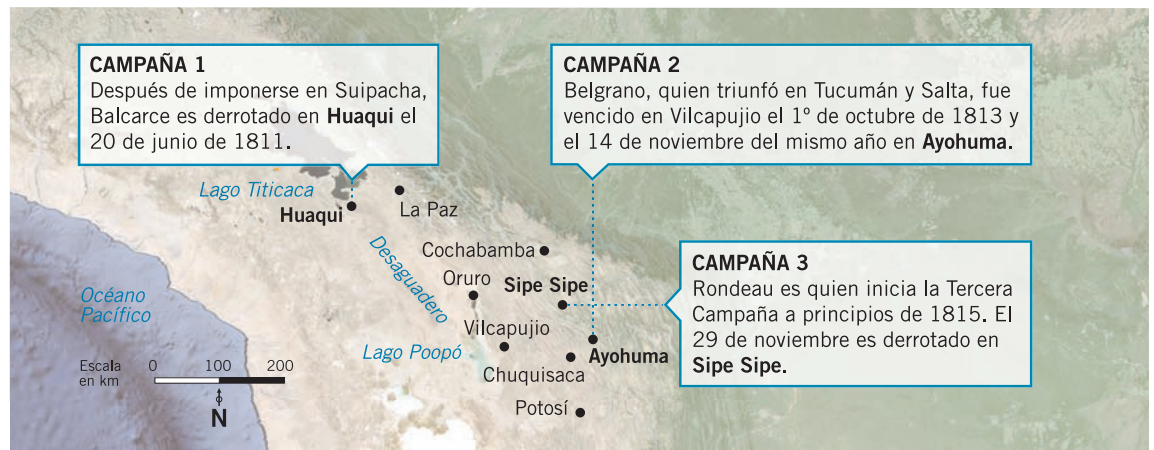 CAMPAÑA 1
Después de imponerse en Suipacha,
Balcarce es derrotado en Huaqui el
20 de junio de 1811.
CAMPAÑA 2
Belgrano, quien triunfó en Tucumán y Salta, fue
vencido en Vilcapujio el 1º de octubre de 1813 y
el 14 de noviembre del mismo año en Ayohuma.
Lago Titicaca
Huaqui
La Paz
Desaguadero
Cochabamba
Oruro
Sipe Sipe
CAMPAÑA 3
Rondeau es quien inicia la Tercera
Campaña a principios de 1815. El
29 de noviembre es derrotado en
Sipe Sipe.
Océano
Pacífico
Vilcapujio
Lago Poopó
Ayohuma
Chuquisaca
Potosí
Escala
en km
0 100 200
N